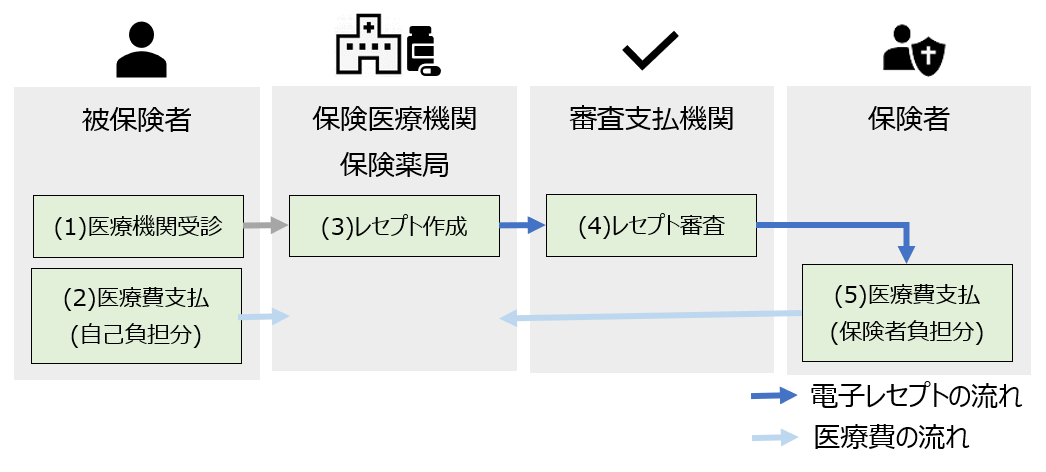 被保険者
保険医療機関
保険薬局
審査支払機関
保険者
(1)医療機関受診
(3)レセプト作成
(4)レセプト審査
(2)医療費支払
(自己負担分)
(5)医療費支払
(保険者負担分)
電子レセプトの流れ
医療費の流れ